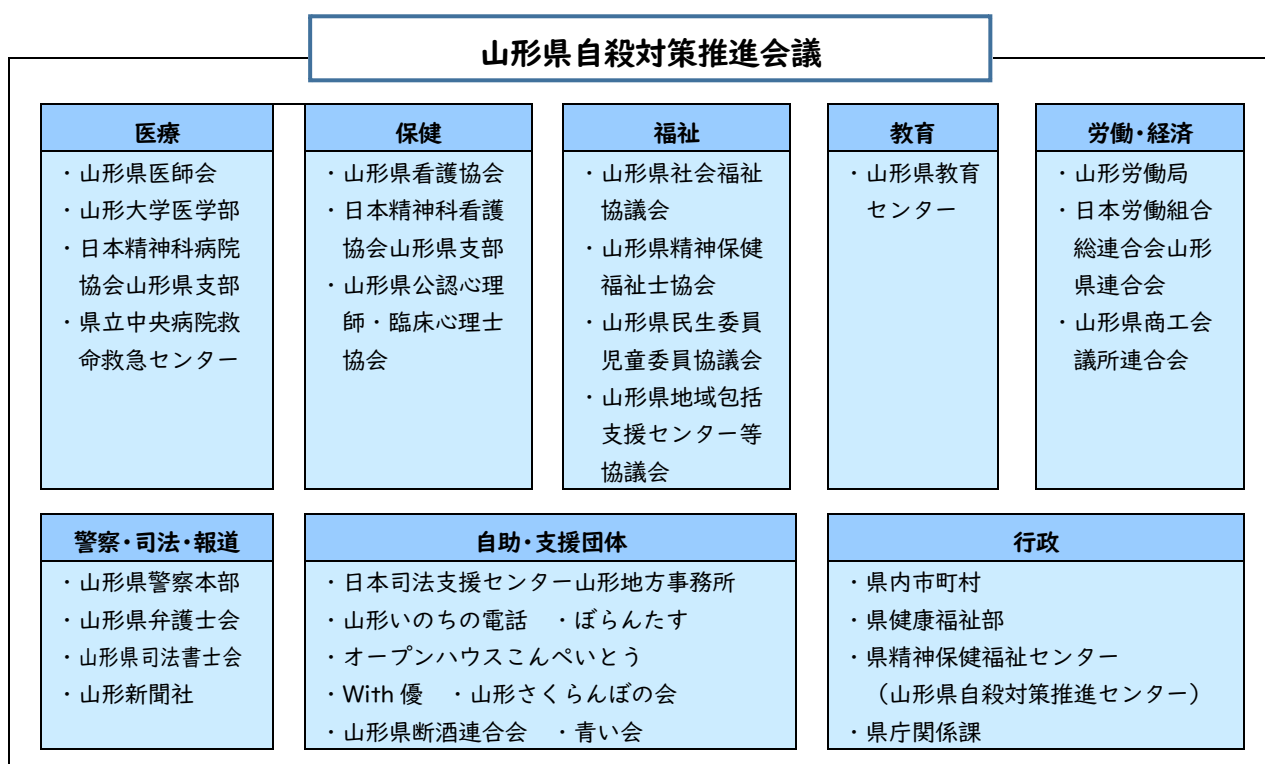 山形県自殺対策推進会議
医療
・山形県医師会
・山形大学医学部
・日本精神科病院
協会山形県支部
・県立中央病院救
命救急センター
保健
・山形県看護協会
・日本精神科看護
協会山形県支部
・山形県公認心理
師・臨床心理士
協会
福祉
・山形県社会福祉
協議会
・山形県精神保健
福祉士協会
・山形県民生委員
児童委員協議会
・山形県地域包括
支援センター等
協議会
教育
・山形県教育
センター
労働・経済
・山形労働局
・日本労働組合
総連合会山形
県連合会
・山形県商工会
議所連合会
警察・司法・報道
・山形県警察本部
・山形県弁護士会
・山形県司法書士会
・山形新聞社
自助・支援団体
・日本司法支援センター山形地方事務所
・山形いのちの電話　・ぼらんたす
・オープンハウスこんぺいとう
・With 優　・山形さくらんぼの会
・山形県断酒連合会　・青い会
行政
・県内市町村
・県健康福祉部
・県精神保健福祉センター
（山形県自殺対策推進センター）
・県庁関係課